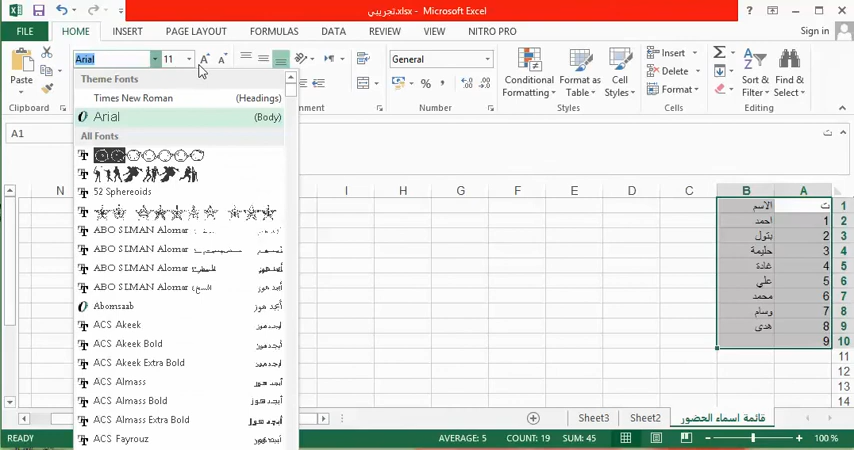 تجريبي.xlsx - Microsoft Excel
FILE HOME INSERT PAGE LAYOUT FORMULAS DATA REVIEW VIEW NITRO PRO Sign in
Paste Arial 11 General Conditional Formatting Format as Table Cell Styles Insert Delete Format Sort & Filter Find & Select
Clipboard Number Styles Cells Editing
Theme Fonts
Times New Roman (Headings)
Arial (Body)
All Fonts
52 Sphereoids
ABO SLMAN Alomar
ABO SLMAN Alomar
ABO SLMAN Alomar
ABO SLMAN Alomar
Abomsaab أبجد هوز
ACS Akeek أبجد هوز
ACS Akeek Bold أبجد هوز
ACS Akeek Extra Bold أبجد هوز
ACS Almass أبجد هوز
ACS Almass Bold أبجد هوز
ACS Almass Extra Bold أبجد هوز
ACS Fayrouz أبجد هوز
A1 ت
N I H G F E D C B A
ت الاسم 1
1 احمد 2
2 بتول 3
3 حليمة 4
4 غادة 5
5 علي 6
6 محمد 7
7 وسام 8
8 هدى 9
9 10
11
12
13
14
Sheet3 Sheet2 قائمة اسماء الحضور
READY AVERAGE: 5 COUNT: 19 SUM: 45 100 %